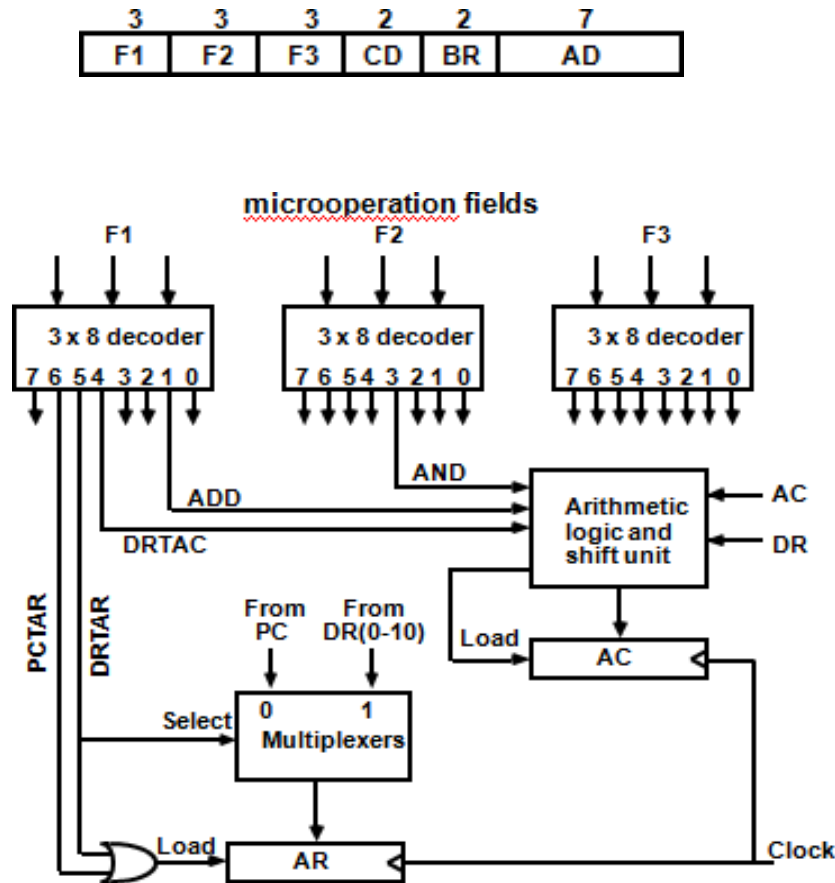 3 3 3 2 2 7
F1 F2 F3 CD BR AD
microoperation fields
F1 F2 F3
3 x 8 decoder 3 x 8 decoder 3 x 8 decoder
7 6 5 4 3 2 1 0 7 6 5 4 3 2 1 0 7 6 5 4 3 2 1 0
AND
ADD
DRTAC
Arithmetic
logic and
shift unit
AC
DR
PCTAR
DRTAR
From
PC
From
DR(0-10)
Load
AC
Select
0 1
Multiplexers
Load
AR
Clock